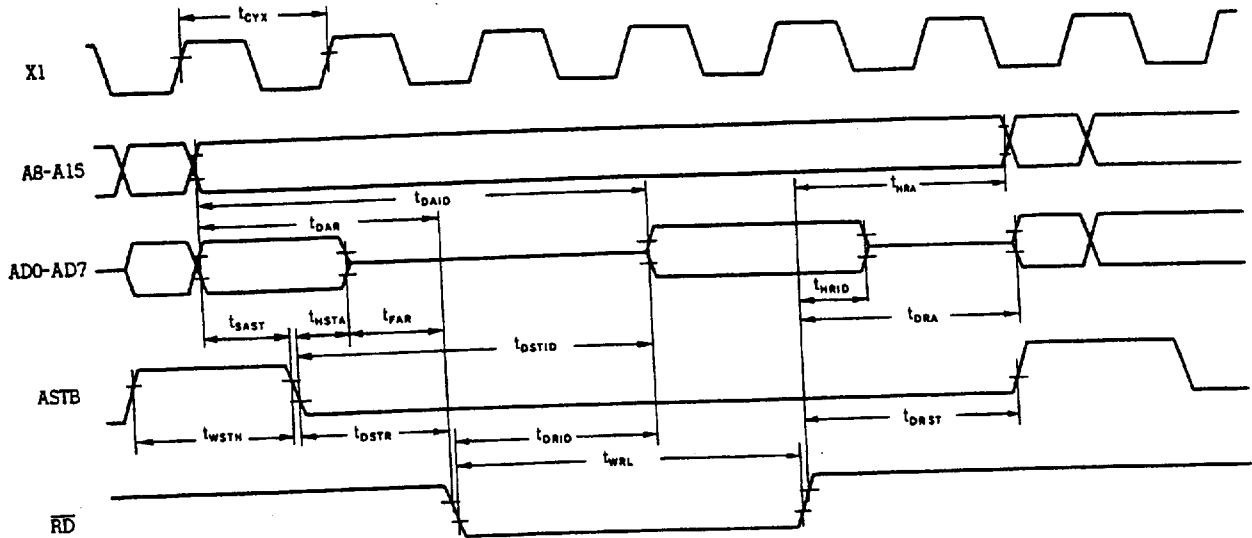 tCYX
X1
A8-A15
tHRA
tDAID
tDAR
AD0-AD7
tHRID
tSAST
tHSTA
tFAR
tDRA
tDSTID
ASTB
tWSTH
tDSTR
tDRID
tDRST
tWRL
R̅D̅